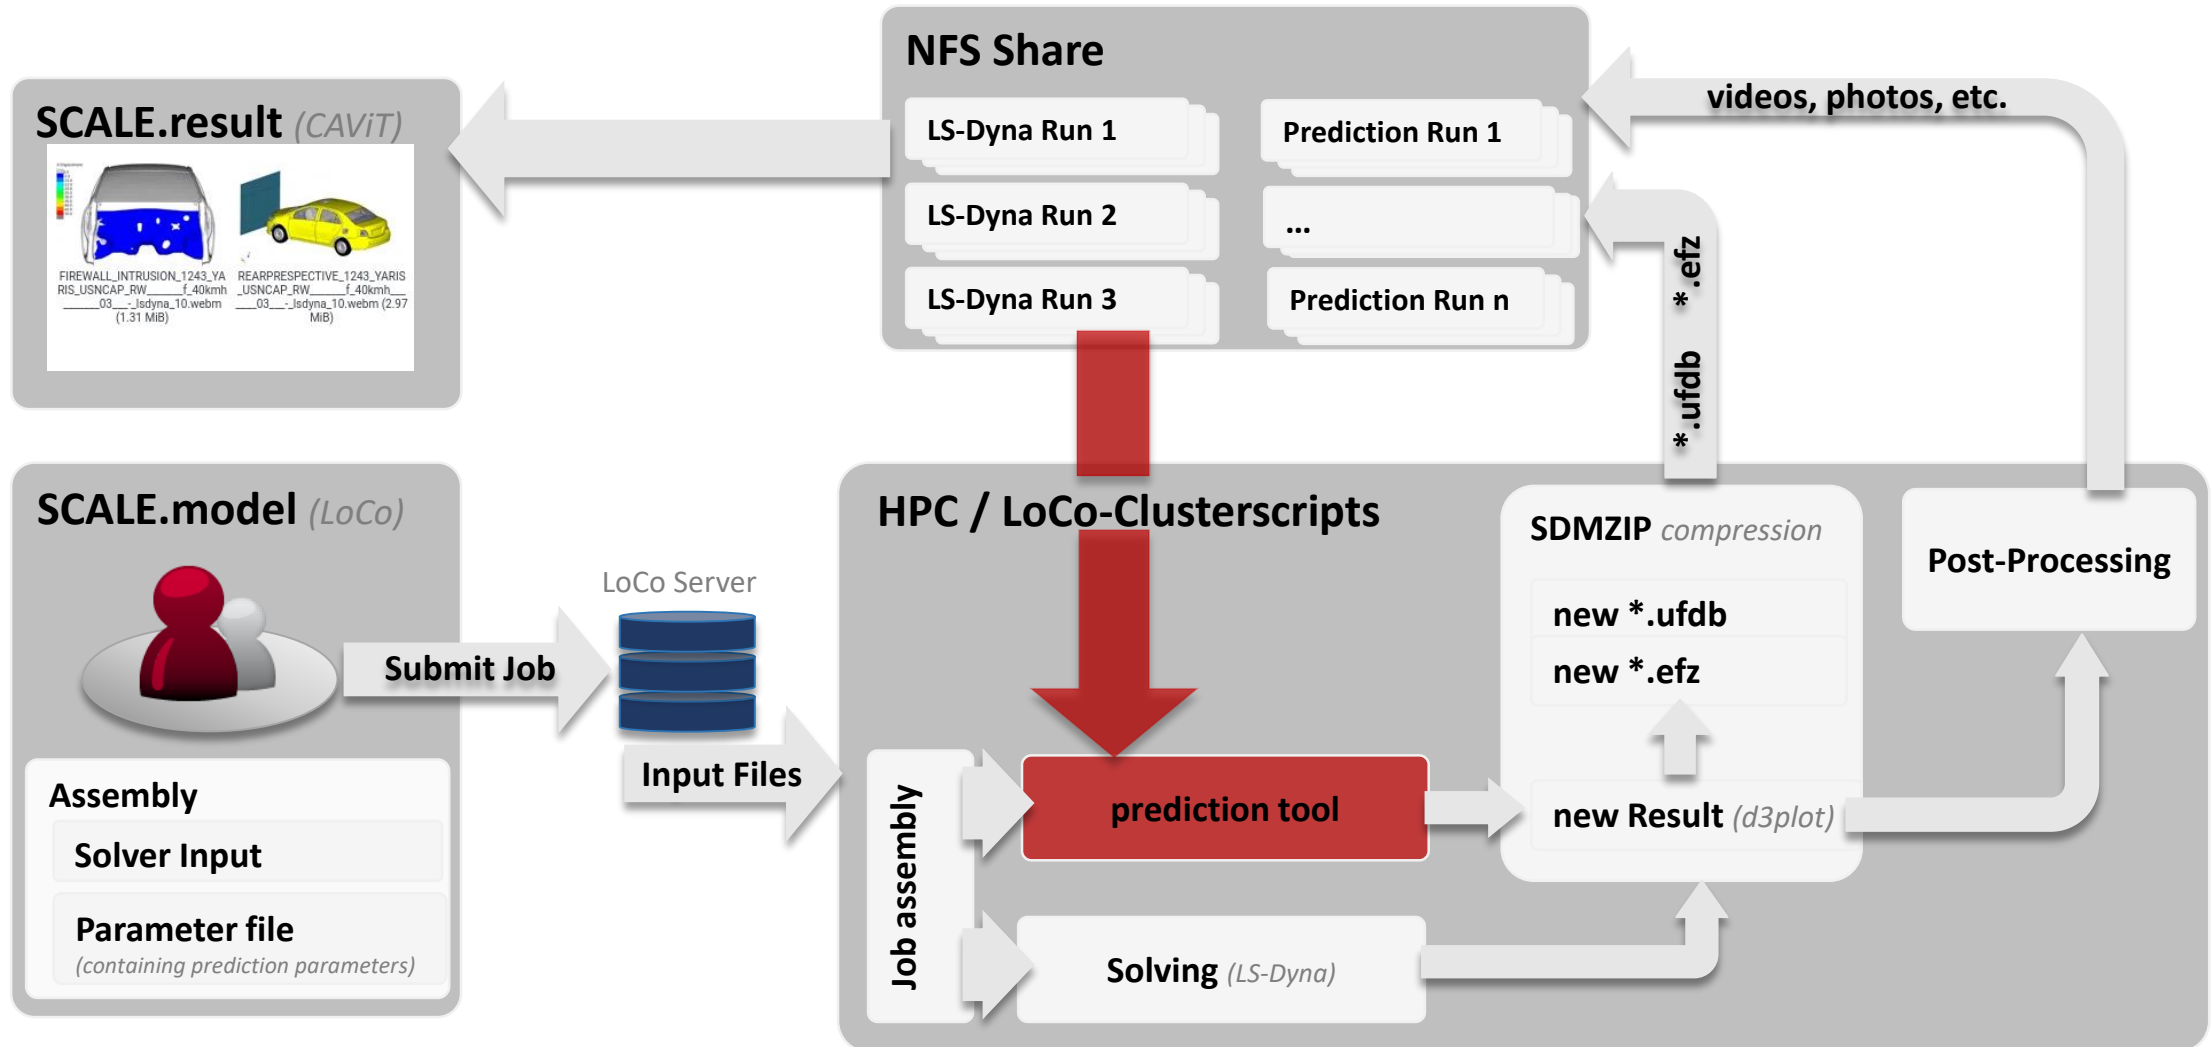 NFS Share
LS-Dyna Run 1
LS-Dyna Run 2
LS-Dyna Run 3
Prediction Run 1
...
Prediction Run n
videos, photos, etc.
*.ufdb *.efz
SCALE.result (CAViT)
FIREWALL_INTRUSION_1243_YA
RIS_USNCAP_RW______f_40kmh
______03___-_lsdyna_10.webm
(1.31 MiB)
REARPRESPECTIVE_1243_YARIS
_USNCAP_RW______f_40kmh___
____03___-_lsdyna_10.webm (2.97
MiB)
SCALE.model (LoCo)
Submit Job
LoCo Server
Input Files
Assembly
Solver Input
Parameter file
(containing prediction parameters)
HPC / LoCo-Clusterscripts
Job assembly
prediction tool
Solving (LS-Dyna)
SDMZIP compression
new *.ufdb
new *.efz
new Result (d3plot)
Post-Processing